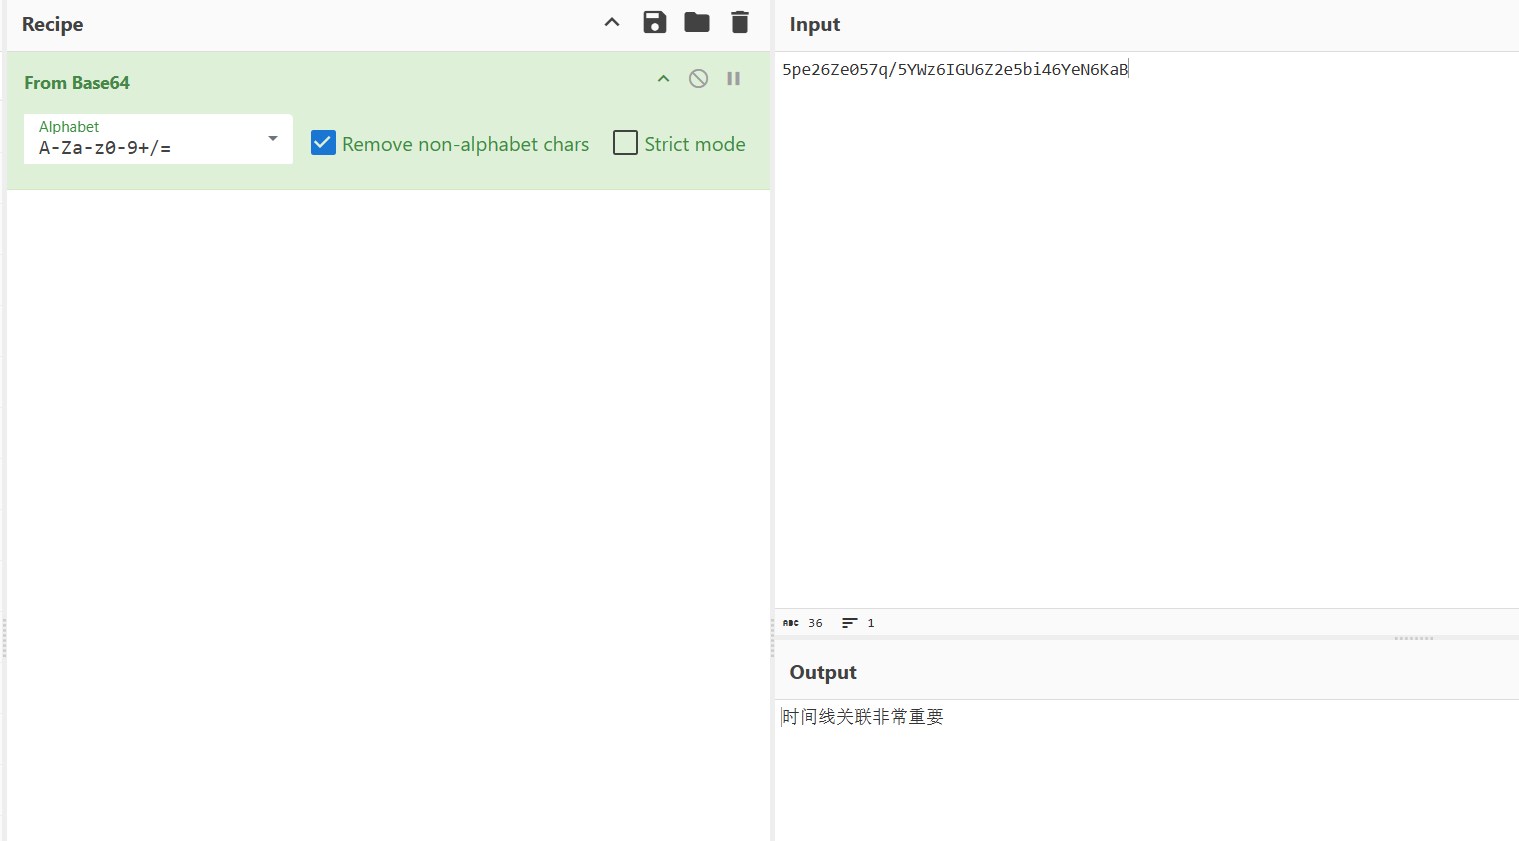 Recipe
From Base64
Alphabet
A-Za-z0-9+/=
Remove non-alphabet chars
Strict mode
Input
5pe26Ze057q/5YWz6IGU6Z2e5bi46YeN6KaB
ABC 36 1
Output
时间线关联非常重要